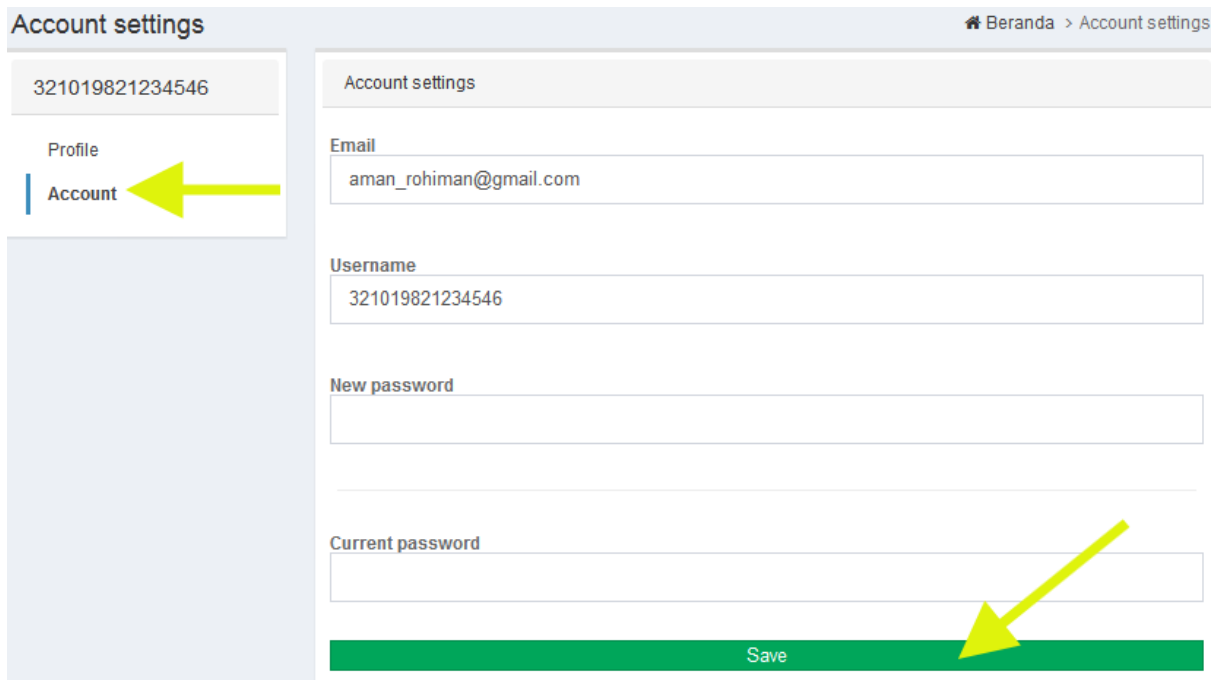 Account settings
Beranda > Account settings
321019821234546
Profile
Account
Account settings
Email
aman_rohiman@gmail.com
Username
321019821234546
New password
Current password
Save